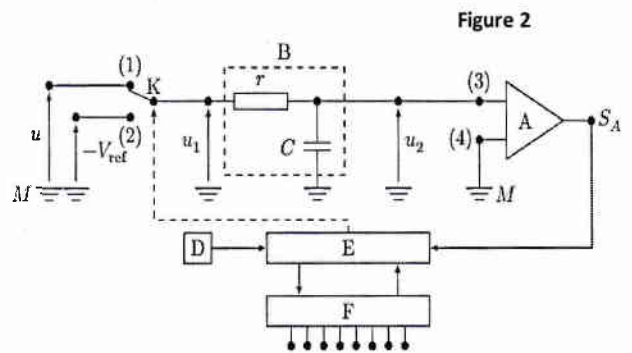 Figure 2
B
(1)
K
r
(3)
A
S_A
u
(2)
-V_ref
u_1
C
u_2
(4)
M
M
D
E
F